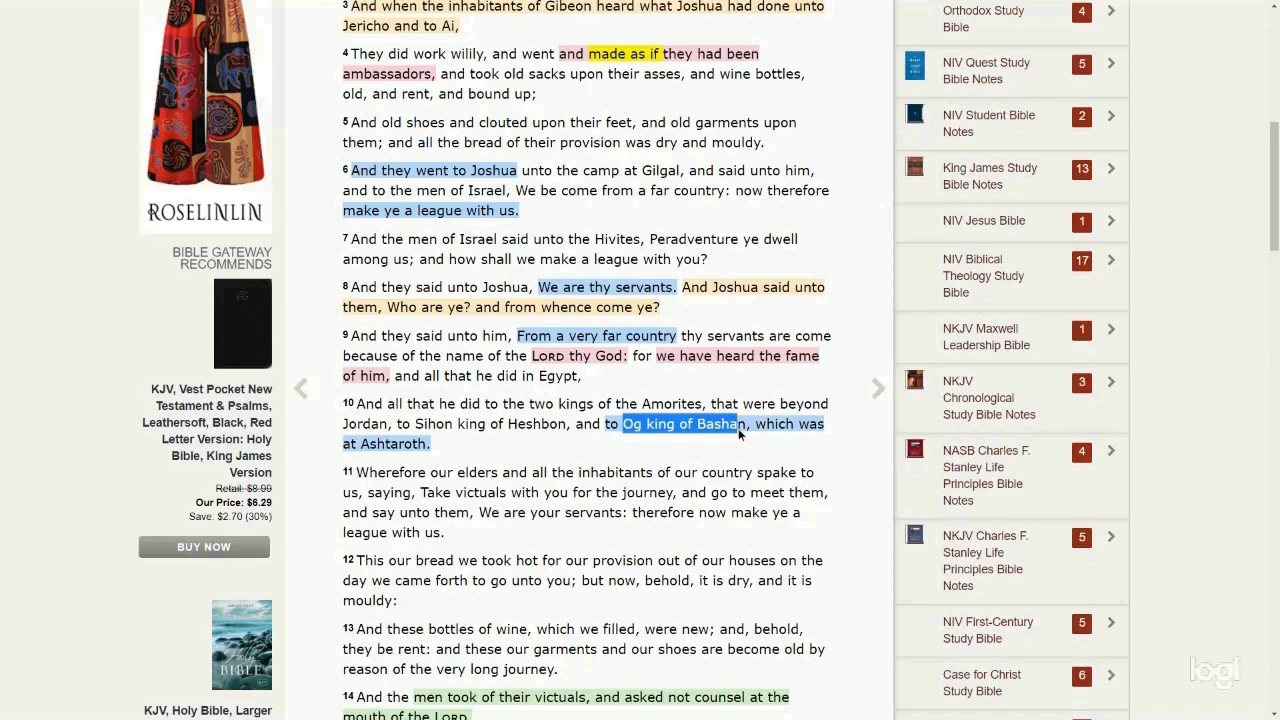 ROSELINLIN
BIBLE GATEWAY
RECOMMENDS
KJV, Vest Pocket New
Testament & Psalms,
Leathersoft, Black, Red
Letter Version: Holy
Bible, King James
Version
Retail: $8.99
Our Price: $6.29
Save: $2.70 (30%)
BUY NOW
HOLY
BIBLE
KJV, Holy Bible, Larger
3 And when the inhabitants of Gibeon heard what Joshua had done unto
Jericho and to Ai,
4 They did work wilily, and went and made as if they had been
ambassadors, and took old sacks upon their asses, and wine bottles,
old, and rent, and bound up;
5 And old shoes and clouted upon their feet, and old garments upon
them; and all the bread of their provision was dry and mouldy.
6 And they went to Joshua unto the camp at Gilgal, and said unto him,
and to the men of Israel, We be come from a far country: now therefore
make ye a league with us.
7 And the men of Israel said unto the Hivites, Peradventure ye dwell
among us; and how shall we make a league with you?
8 And they said unto Joshua, We are thy servants. And Joshua said unto
them, Who are ye? and from whence come ye?
9 And they said unto him, From a very far country thy servants are come
because of the name of the LORD thy God: for we have heard the fame
of him, and all that he did in Egypt,
10 And all that he did to the two kings of the Amorites, that were beyond
Jordan, to Sihon king of Heshbon, and to Og king of Bashan, which was
at Ashtaroth.
11 Wherefore our elders and all the inhabitants of our country spake to
us, saying, Take victuals with you for the journey, and go to meet them,
and say unto them, We are your servants: therefore now make ye a
league with us.
12 This our bread we took hot for our provision out of our houses on the
day we came forth to go unto you; but now, behold, it is dry, and it is
mouldy:
13 And these bottles of wine, which we filled, were new; and, behold,
they be rent: and these our garments and our shoes are become old by
reason of the very long journey.
14 And the men took of their victuals, and asked not counsel at the
mouth of the LORD.
Orthodox Study
Bible
4
NIV Quest Study
Bible Notes
5
NIV Student Bible
Notes
2
King James Study
Bible Notes
13
NIV Jesus Bible
1
NIV Biblical
Theology Study
Bible
17
NKJV Maxwell
Leadership Bible
1
NKJV
Chronological
Study Bible Notes
3
NASB Charles F.
Stanley Life
Principles Bible
Notes
4
NKJV Charles F.
Stanley Life
Principles Bible
Notes
5
NIV First-Century
Study Bible
5
Case for Christ
Study Bible
6
logi